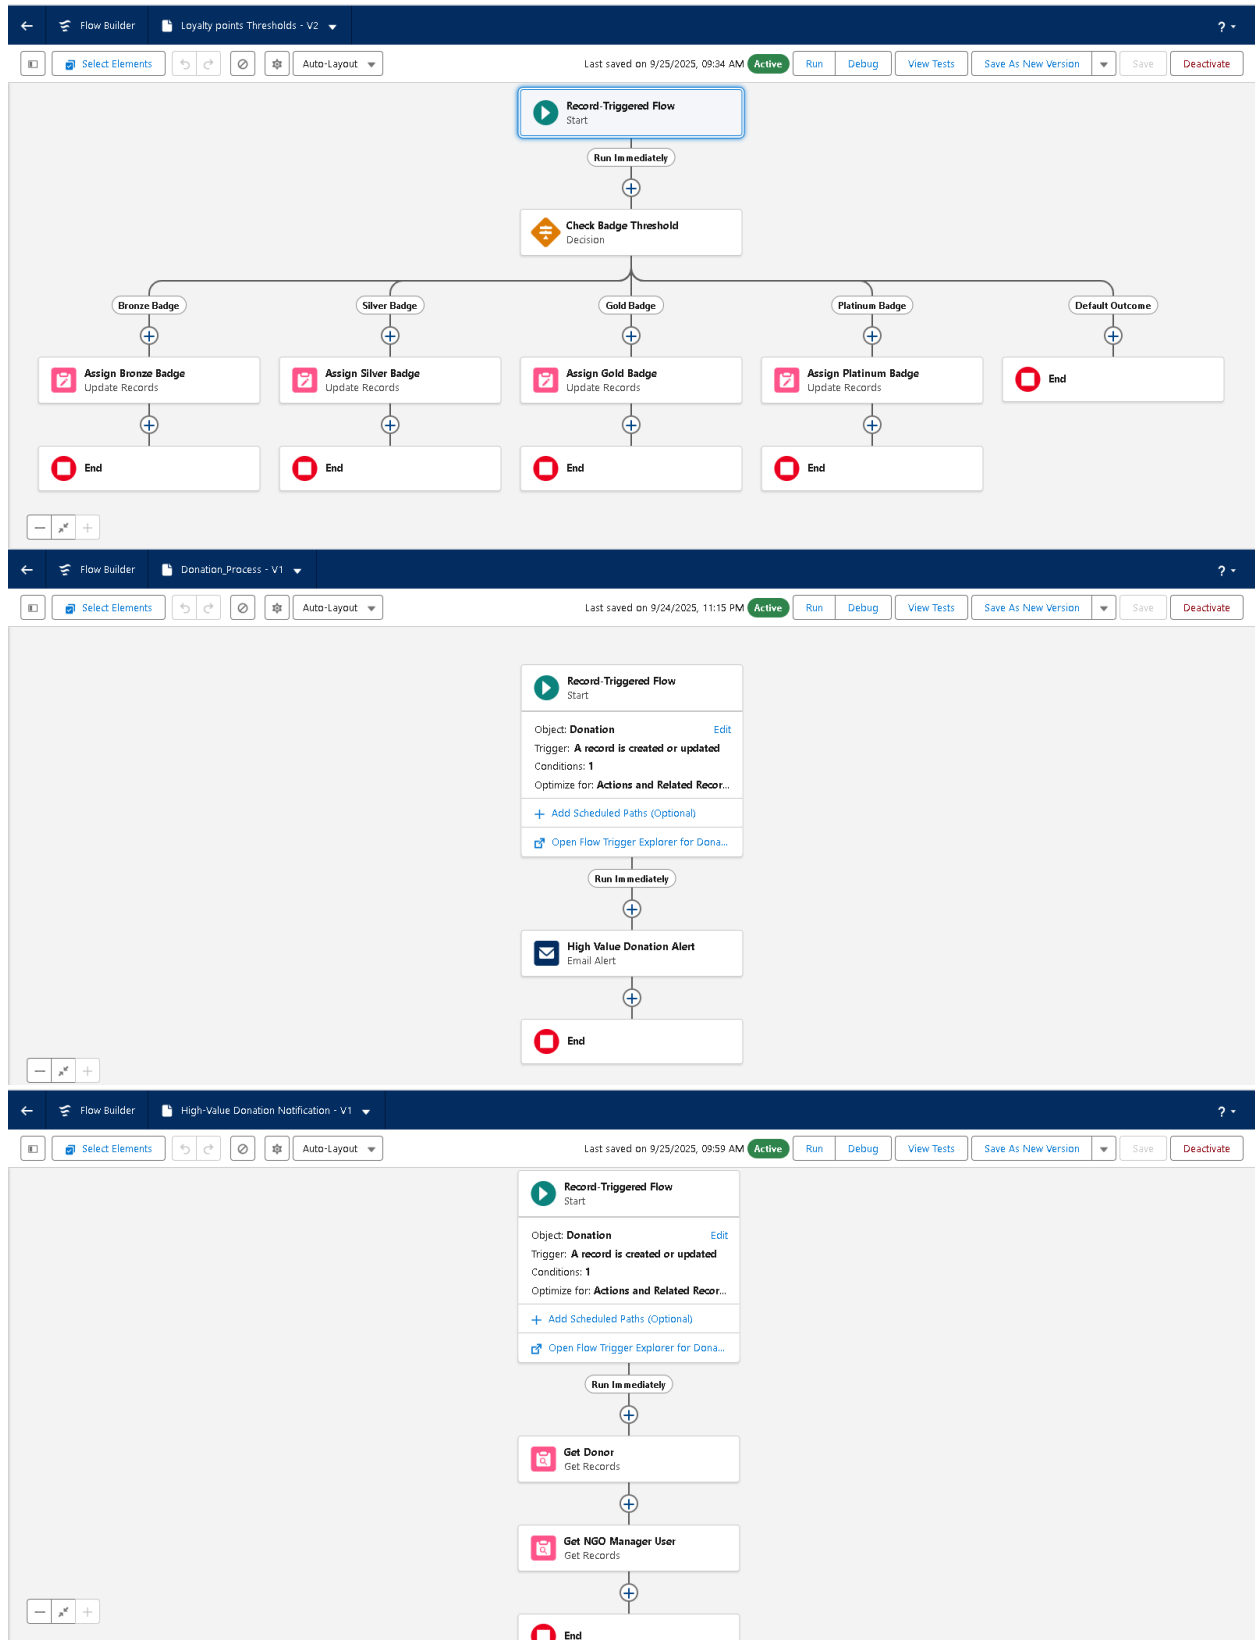 Flow Builder Loyalty points Thresholds - V2 ?
Select Elements Auto-Layout Last saved on 9/25/2025, 09:34 AM Active Run Debug View Tests Save As New Version Save Deactivate
Record-Triggered Flow
Start
Run Immediately
Check Badge Threshold
Decision
Bronze Badge Silver Badge Gold Badge Platinum Badge Default Outcome
Assign Bronze Badge Assign Silver Badge Assign Gold Badge Assign Platinum Badge End
Update Records Update Records Update Records Update Records
End End End End
Flow Builder Donation_Process - V1 ?
Select Elements Auto-Layout Last saved on 9/24/2025, 11:15 PM Active Run Debug View Tests Save As New Version Save Deactivate
Record-Triggered Flow
Start
Object: Donation Edit
Trigger: A record is created or updated
Conditions: 1
Optimize for: Actions and Related Recor...
Add Scheduled Paths (Optional)
Open Flow Trigger Explorer for Dona...
Run Immediately
High Value Donation Alert
Email Alert
End
Flow Builder High-Value Donation Notification - V1 ?
Select Elements Auto-Layout Last saved on 9/25/2025, 09:59 AM Active Run Debug View Tests Save As New Version Save Deactivate
Record-Triggered Flow
Start
Object: Donation Edit
Trigger: A record is created or updated
Conditions: 1
Optimize for: Actions and Related Recor...
Add Scheduled Paths (Optional)
Open Flow Trigger Explorer for Dona...
Run Immediately
Get Donor
Get Records
Get NGO Manager User
Get Records
End